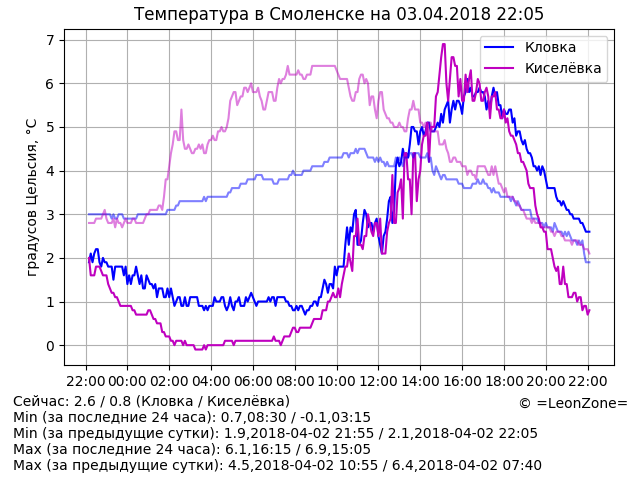 Температура в Смоленске на 03.04.2018 22:05
Кловка
Киселёвка
градусов Цельсия, °C
7
6
5
4
3
2
1
0
22:00 00:00 02:00 04:00 06:00 08:00 10:00 12:00 14:00 16:00 18:00 20:00 22:00
Сейчас: 2.6 / 0.8 (Кловка / Киселёвка)
© =LeonZone=
Min (за последние 24 часа): 0.7,08:30 / -0.1,03:15
Min (за предыдущие сутки): 1.9,2018-04-02 21:55 / 2.1,2018-04-02 22:05
Max (за последние 24 часа): 6.1,16:15 / 6.9,15:05
Max (за предыдущие сутки): 4.5,2018-04-02 10:55 / 6.4,2018-04-02 07:40